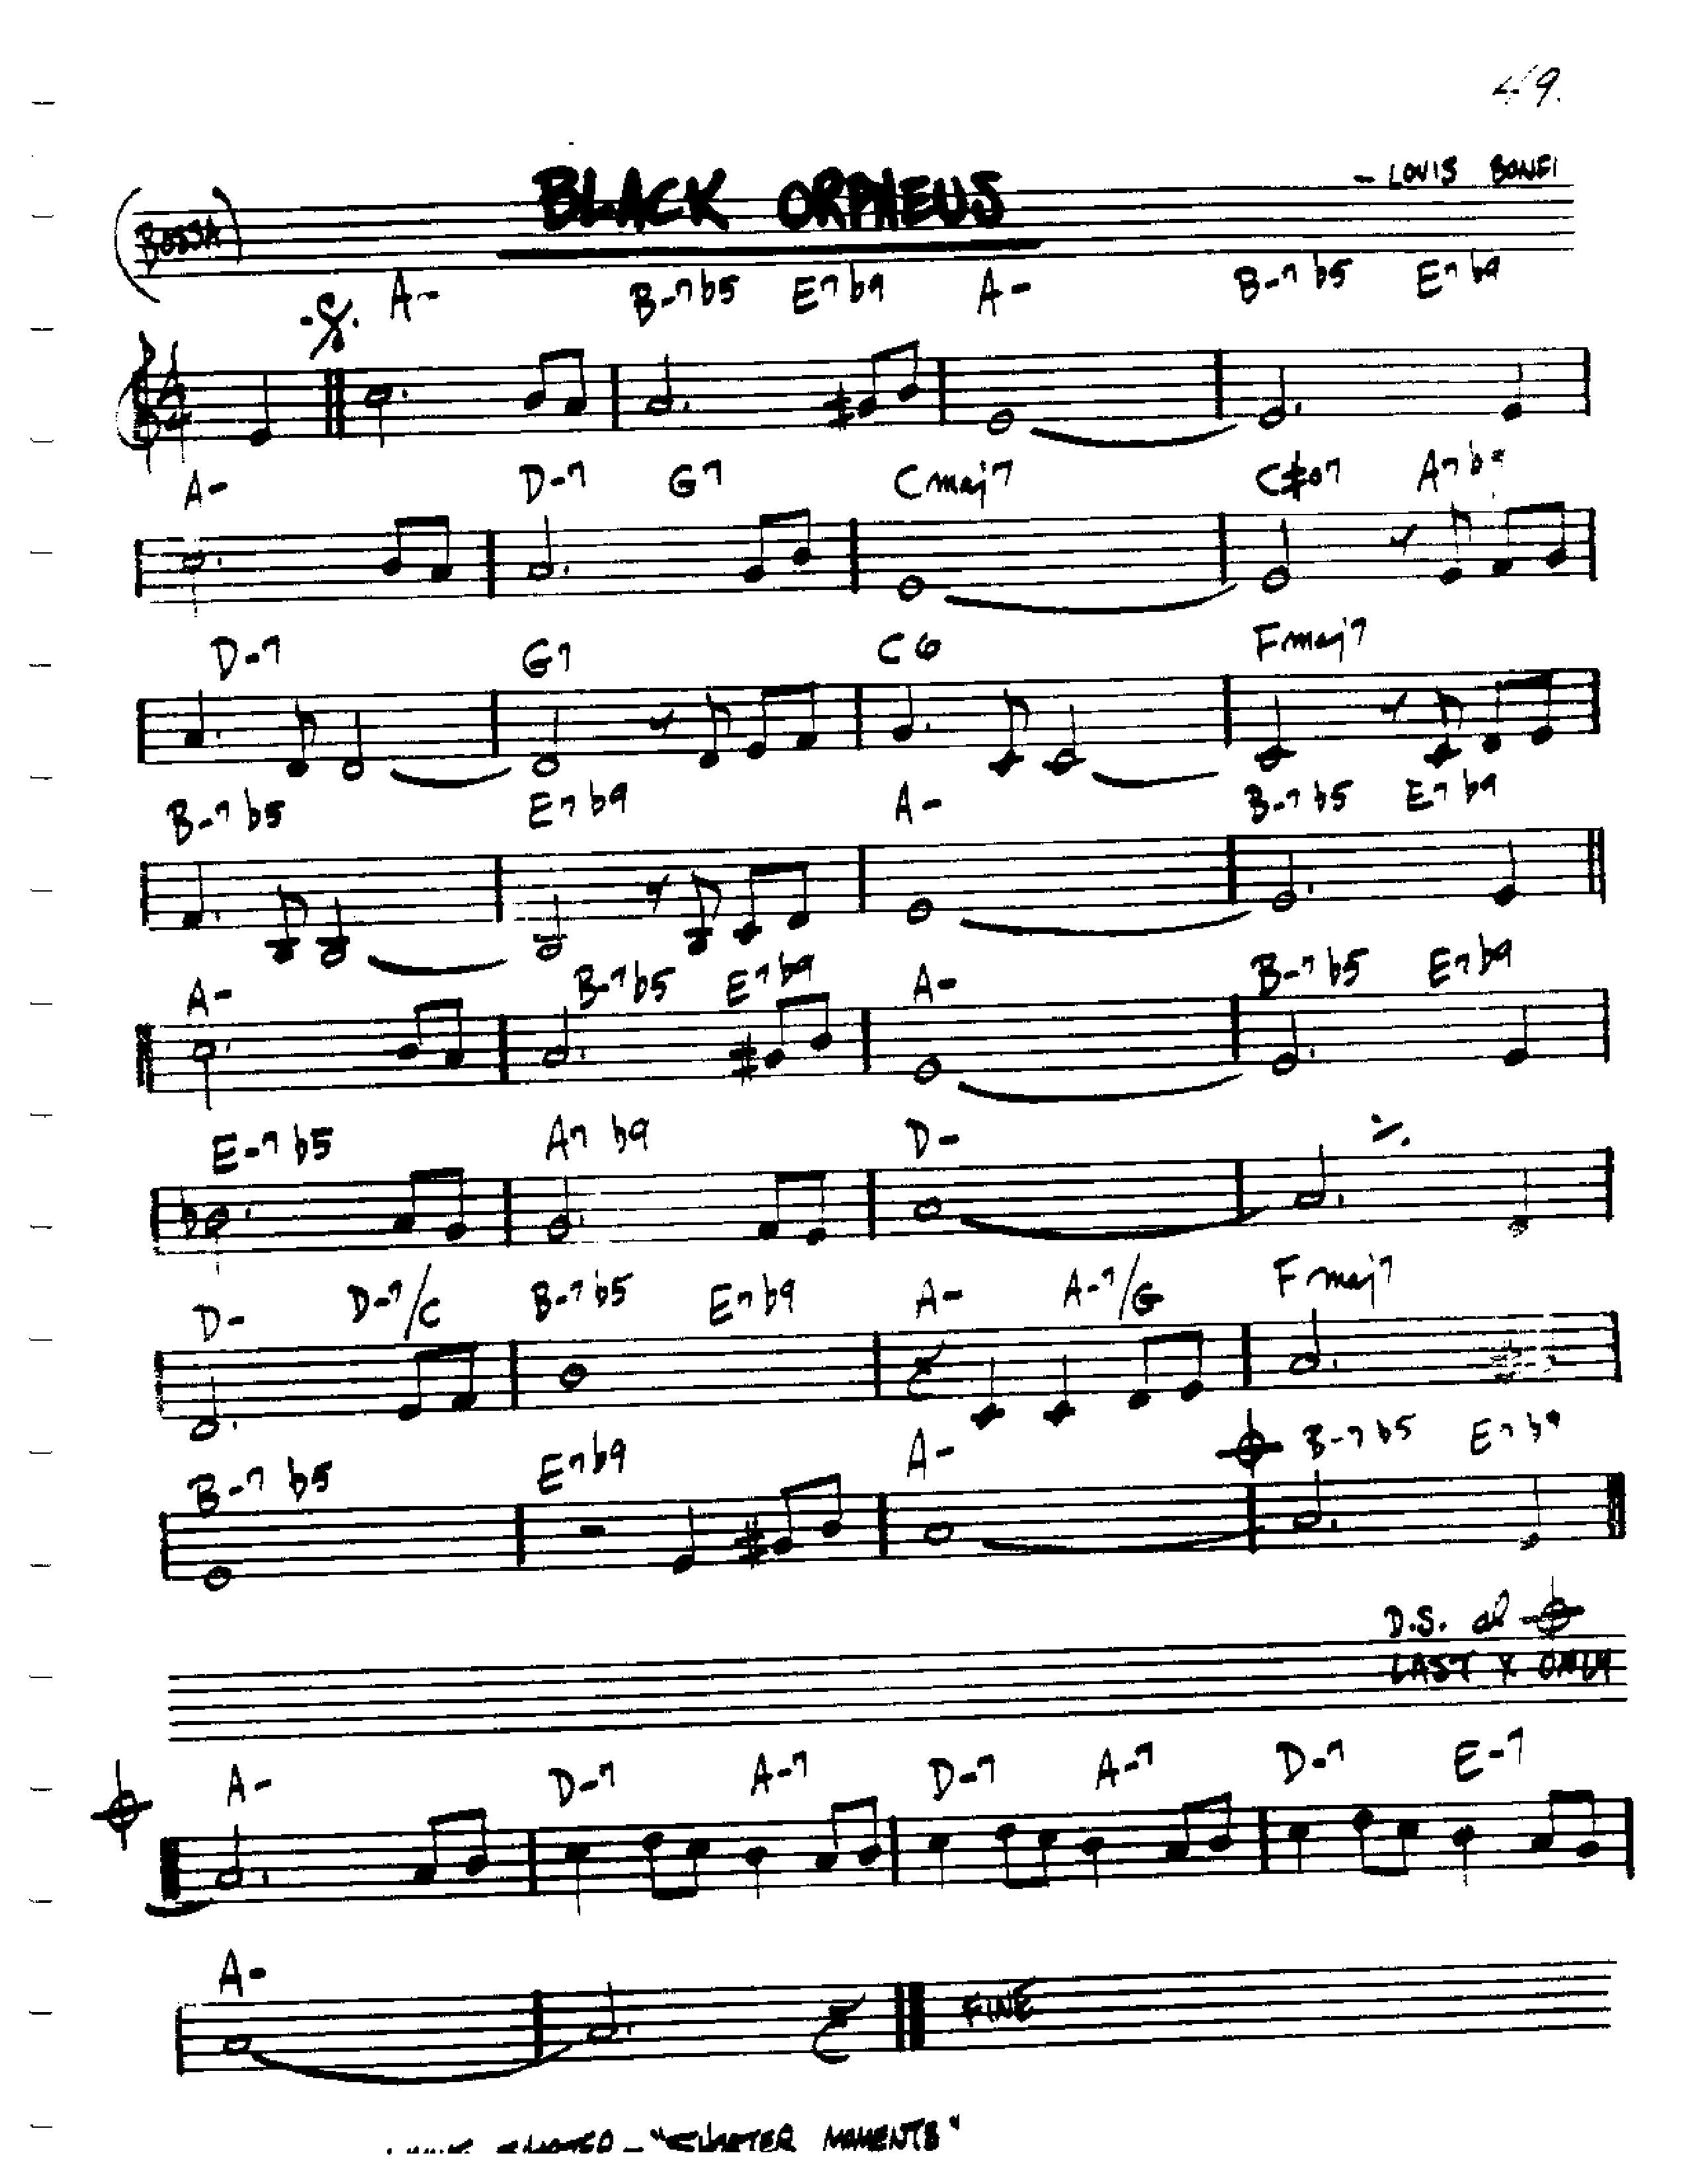 49.
BLACK ORPHEUS
- LOUIS BONFI
(BOSSA)
A- B-7b5 E7b9 A- B-7b5 E7b9
A- D-7 G7 Cmaj7 C#o7 A7b9
D-7 G7 C6 Fmaj7
B-7b5 E7b9 A- B-7b5 E7b9
A- B-7b5 E7b9 A- B-7b5 E7b9
E-7b5 A7b9 D-
D- D-7/C B-7b5 E7b9 A- A-7/G Fmaj7
B-7b5 E7b9 A- B-7b5 E7b9
D.S. al
LAST X ONLY
A- D-7 A-7 D-7 A-7 D-7 E-7
A-
FINE
- " MOMENTS"